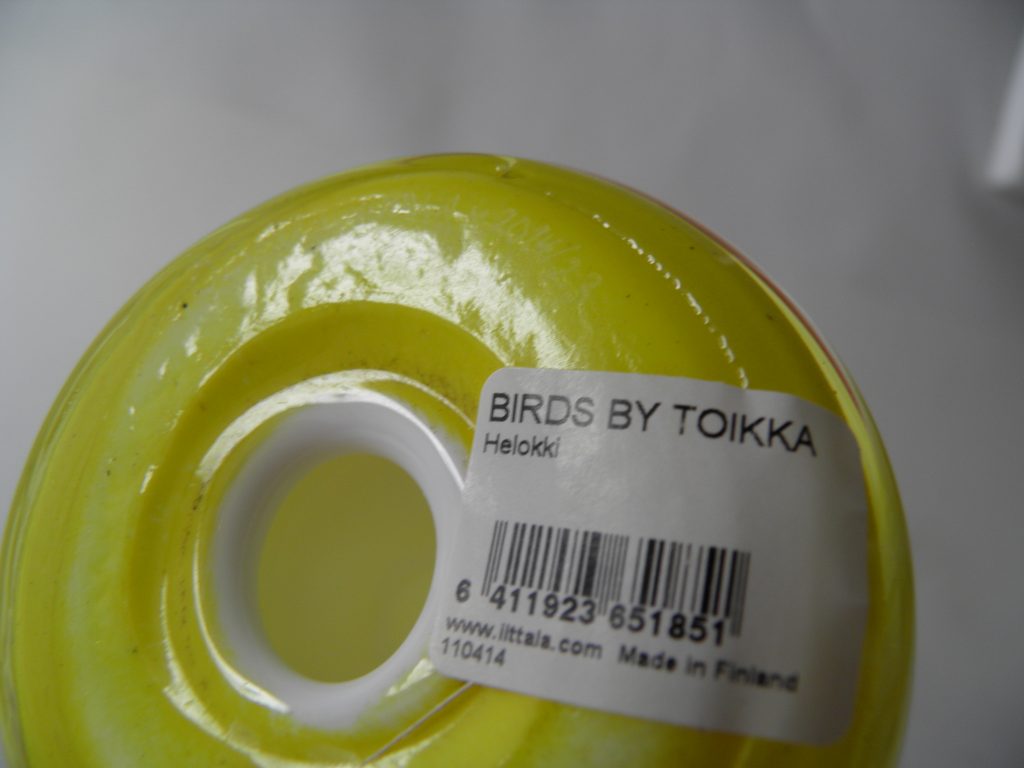 BIRDS BY TOIKKA
Helokki
6 411923 651851
www.iittala.com Made in Finland
110414